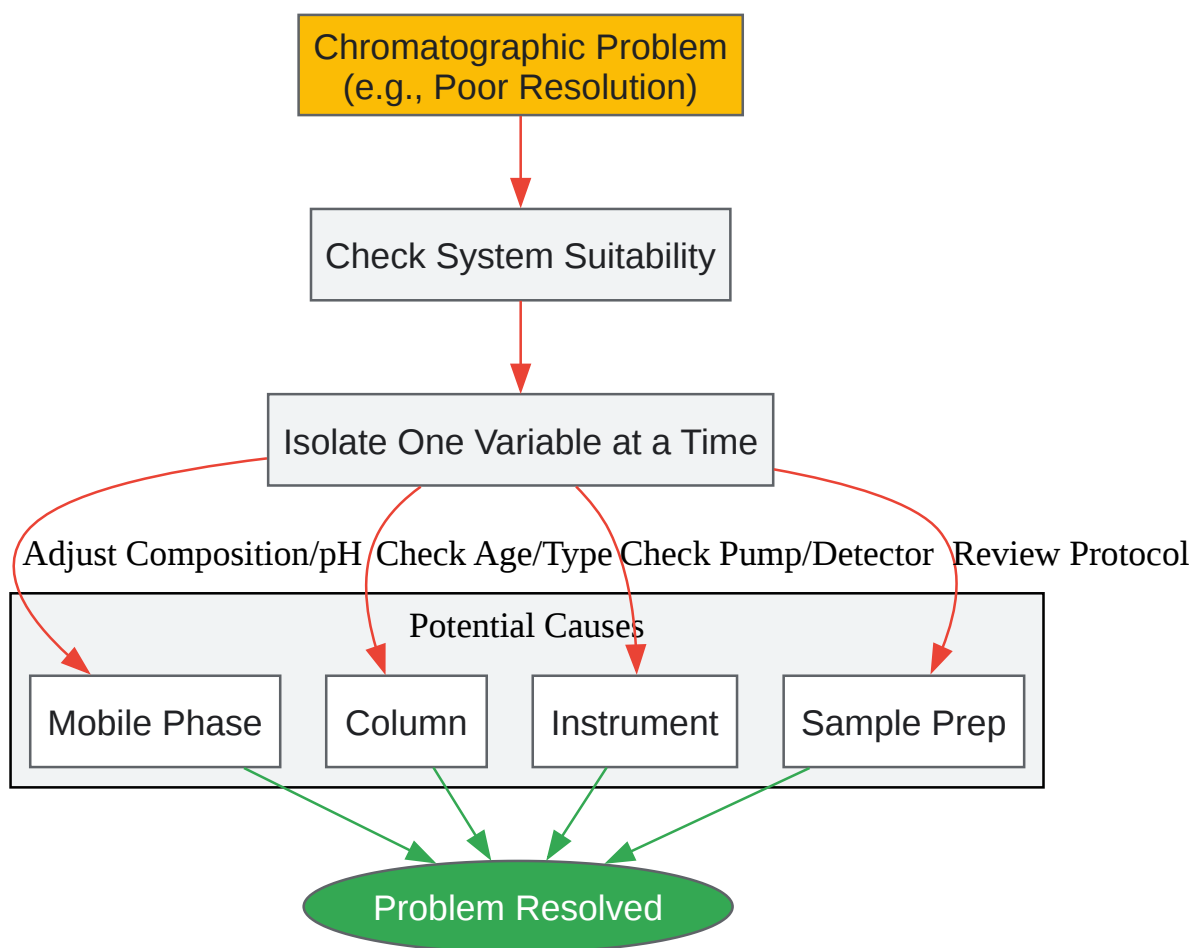 Chromatographic Problem
(e.g., Poor Resolution)
Check System Suitability
Isolate One Variable at a Time
Adjust Composition/pH
Check Age/Type
Check Pump/Detector
Review Protocol
Potential Causes
Mobile Phase
Column
Instrument
Sample Prep
Problem Resolved